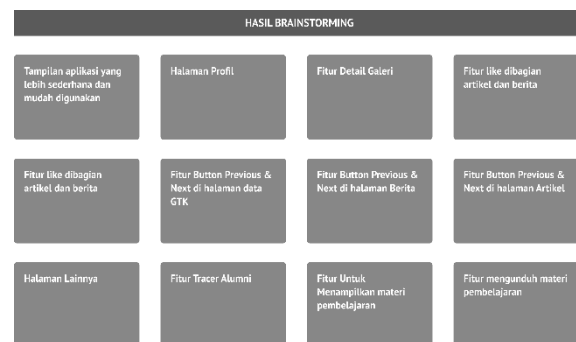 HASIL BRAINSTORMING
Tampilan aplikasi yang
lebih sederhana dan
mudah digunakan
Halaman Profil
Fitur Detail Galeri
Fitur like dibagian
artikel dan berita
Fitur like dibagian
artikel dan berita
Fitur Button Previous &
Next di halaman data
GTK
Fitur Button Previous &
Next di halaman Berita
Fitur Button Previous &
Next di halaman Artikel
Halaman Lainnya
Fitur Tracer Alumni
Fitur Untuk
Menampilkan materi
pembelajaran
Fitur mengunduh materi
pembelajaran